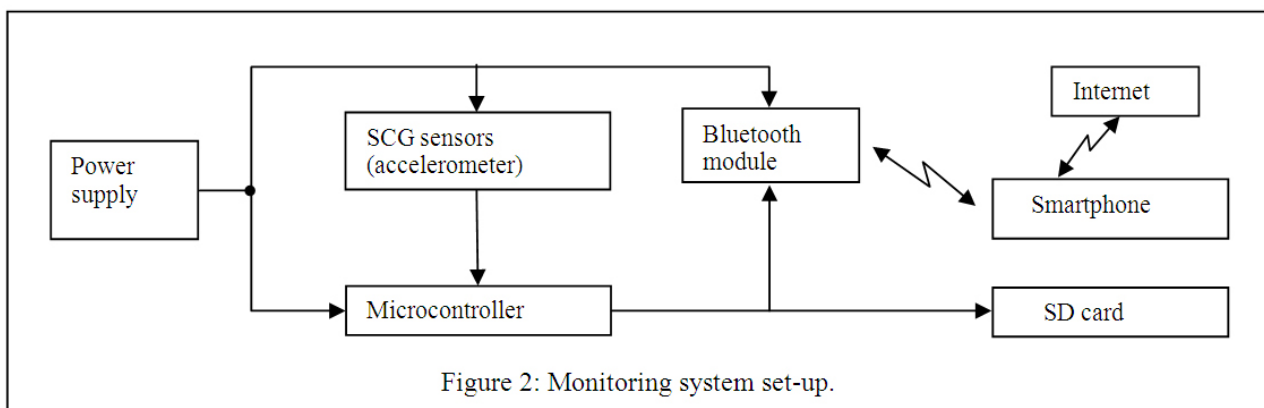 Power
supply
SCG sensors
(accelerometer)
Bluetooth
module
Internet
Smartphone
Microcontroller
SD card
Figure 2: Monitoring system set-up.